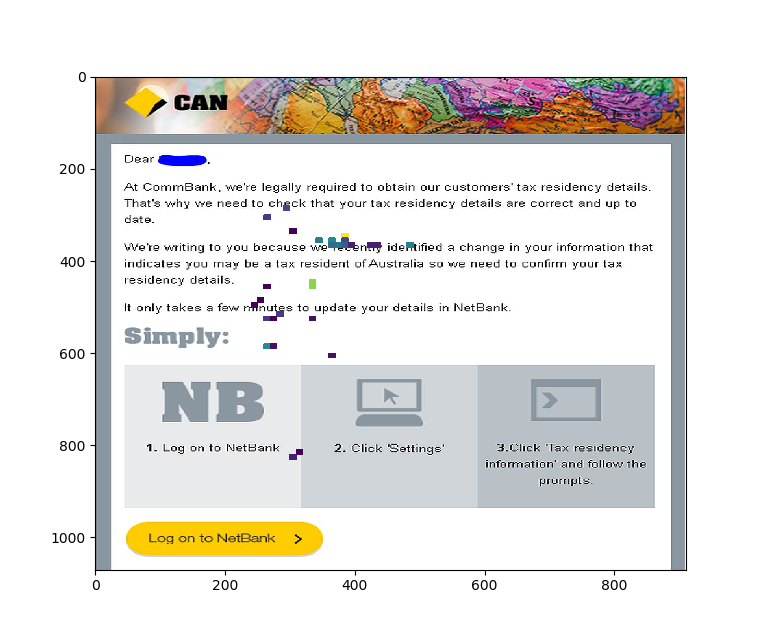 0
200
400
600
800
1000
0
200
400
600
800
CAN
Dear
At CommBank, we're legally required to obtain our customers' tax residency details.
That's why we need to check that your tax residency details are correct and up to
date.
We're writing to you because we recently identified a change in your information that
indicates you may be a tax resident of Australia so we need to confirm your tax
residency details.
It only takes a few minutes to update your details in NetBank.
Simply:
NB
1. Log on to NetBank
2. Click 'Settings'
3.Click 'Tax residency
information' and follow the
prompts.
Log on to NetBank >